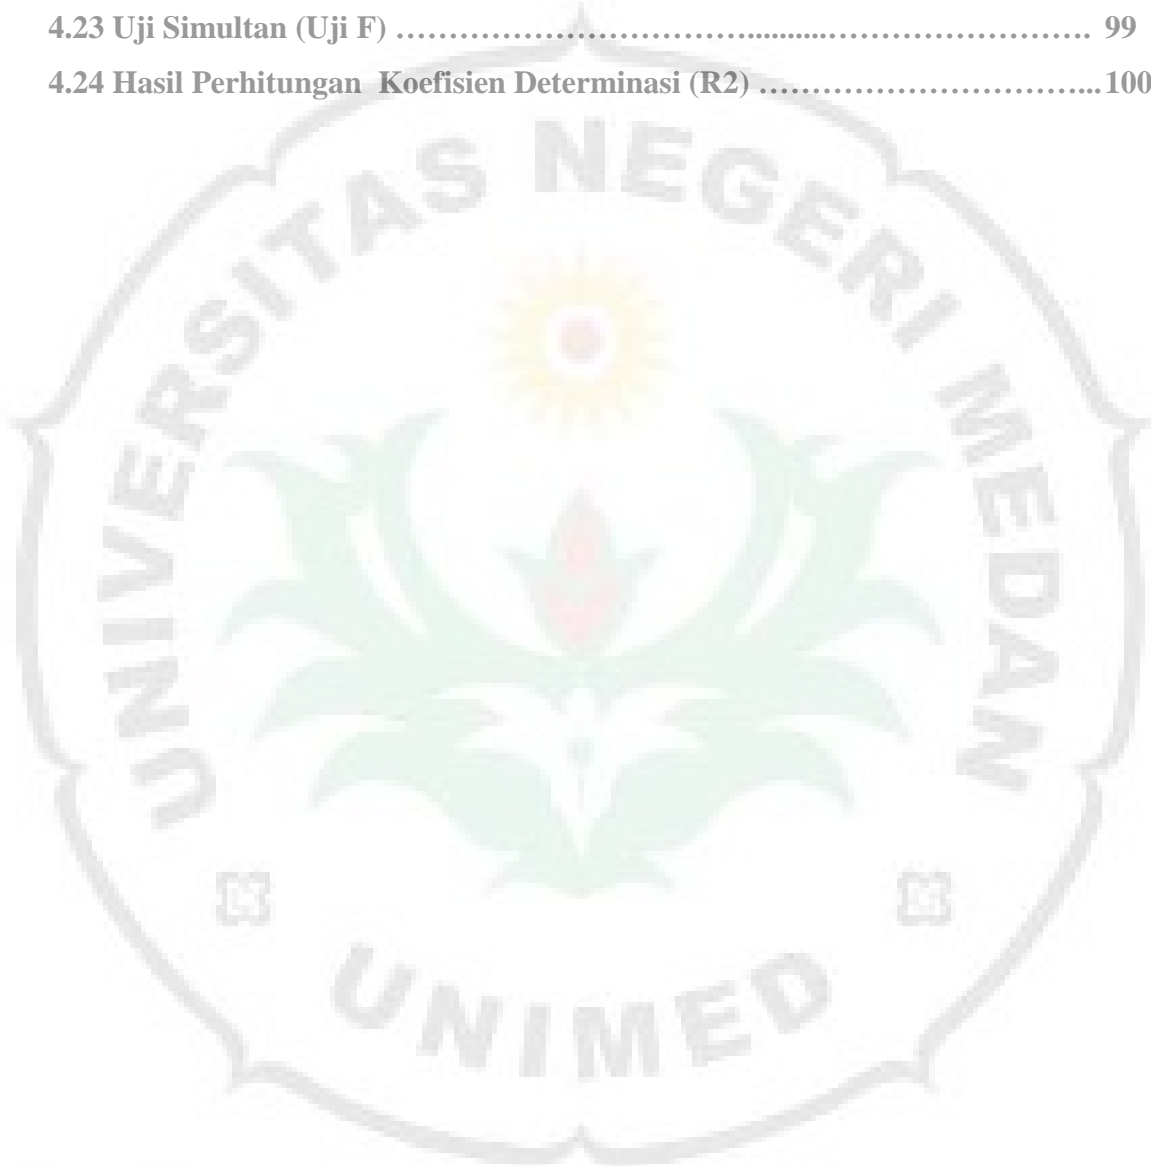 4.23 Uji Simultan (Uji F) ……………………………...........……………………. 99
4.24 Hasil Perhitungan Koefisien Determinasi (R2) …………………………... 100
UNIVERSITAS NEGERI MEDAN
UNIMED